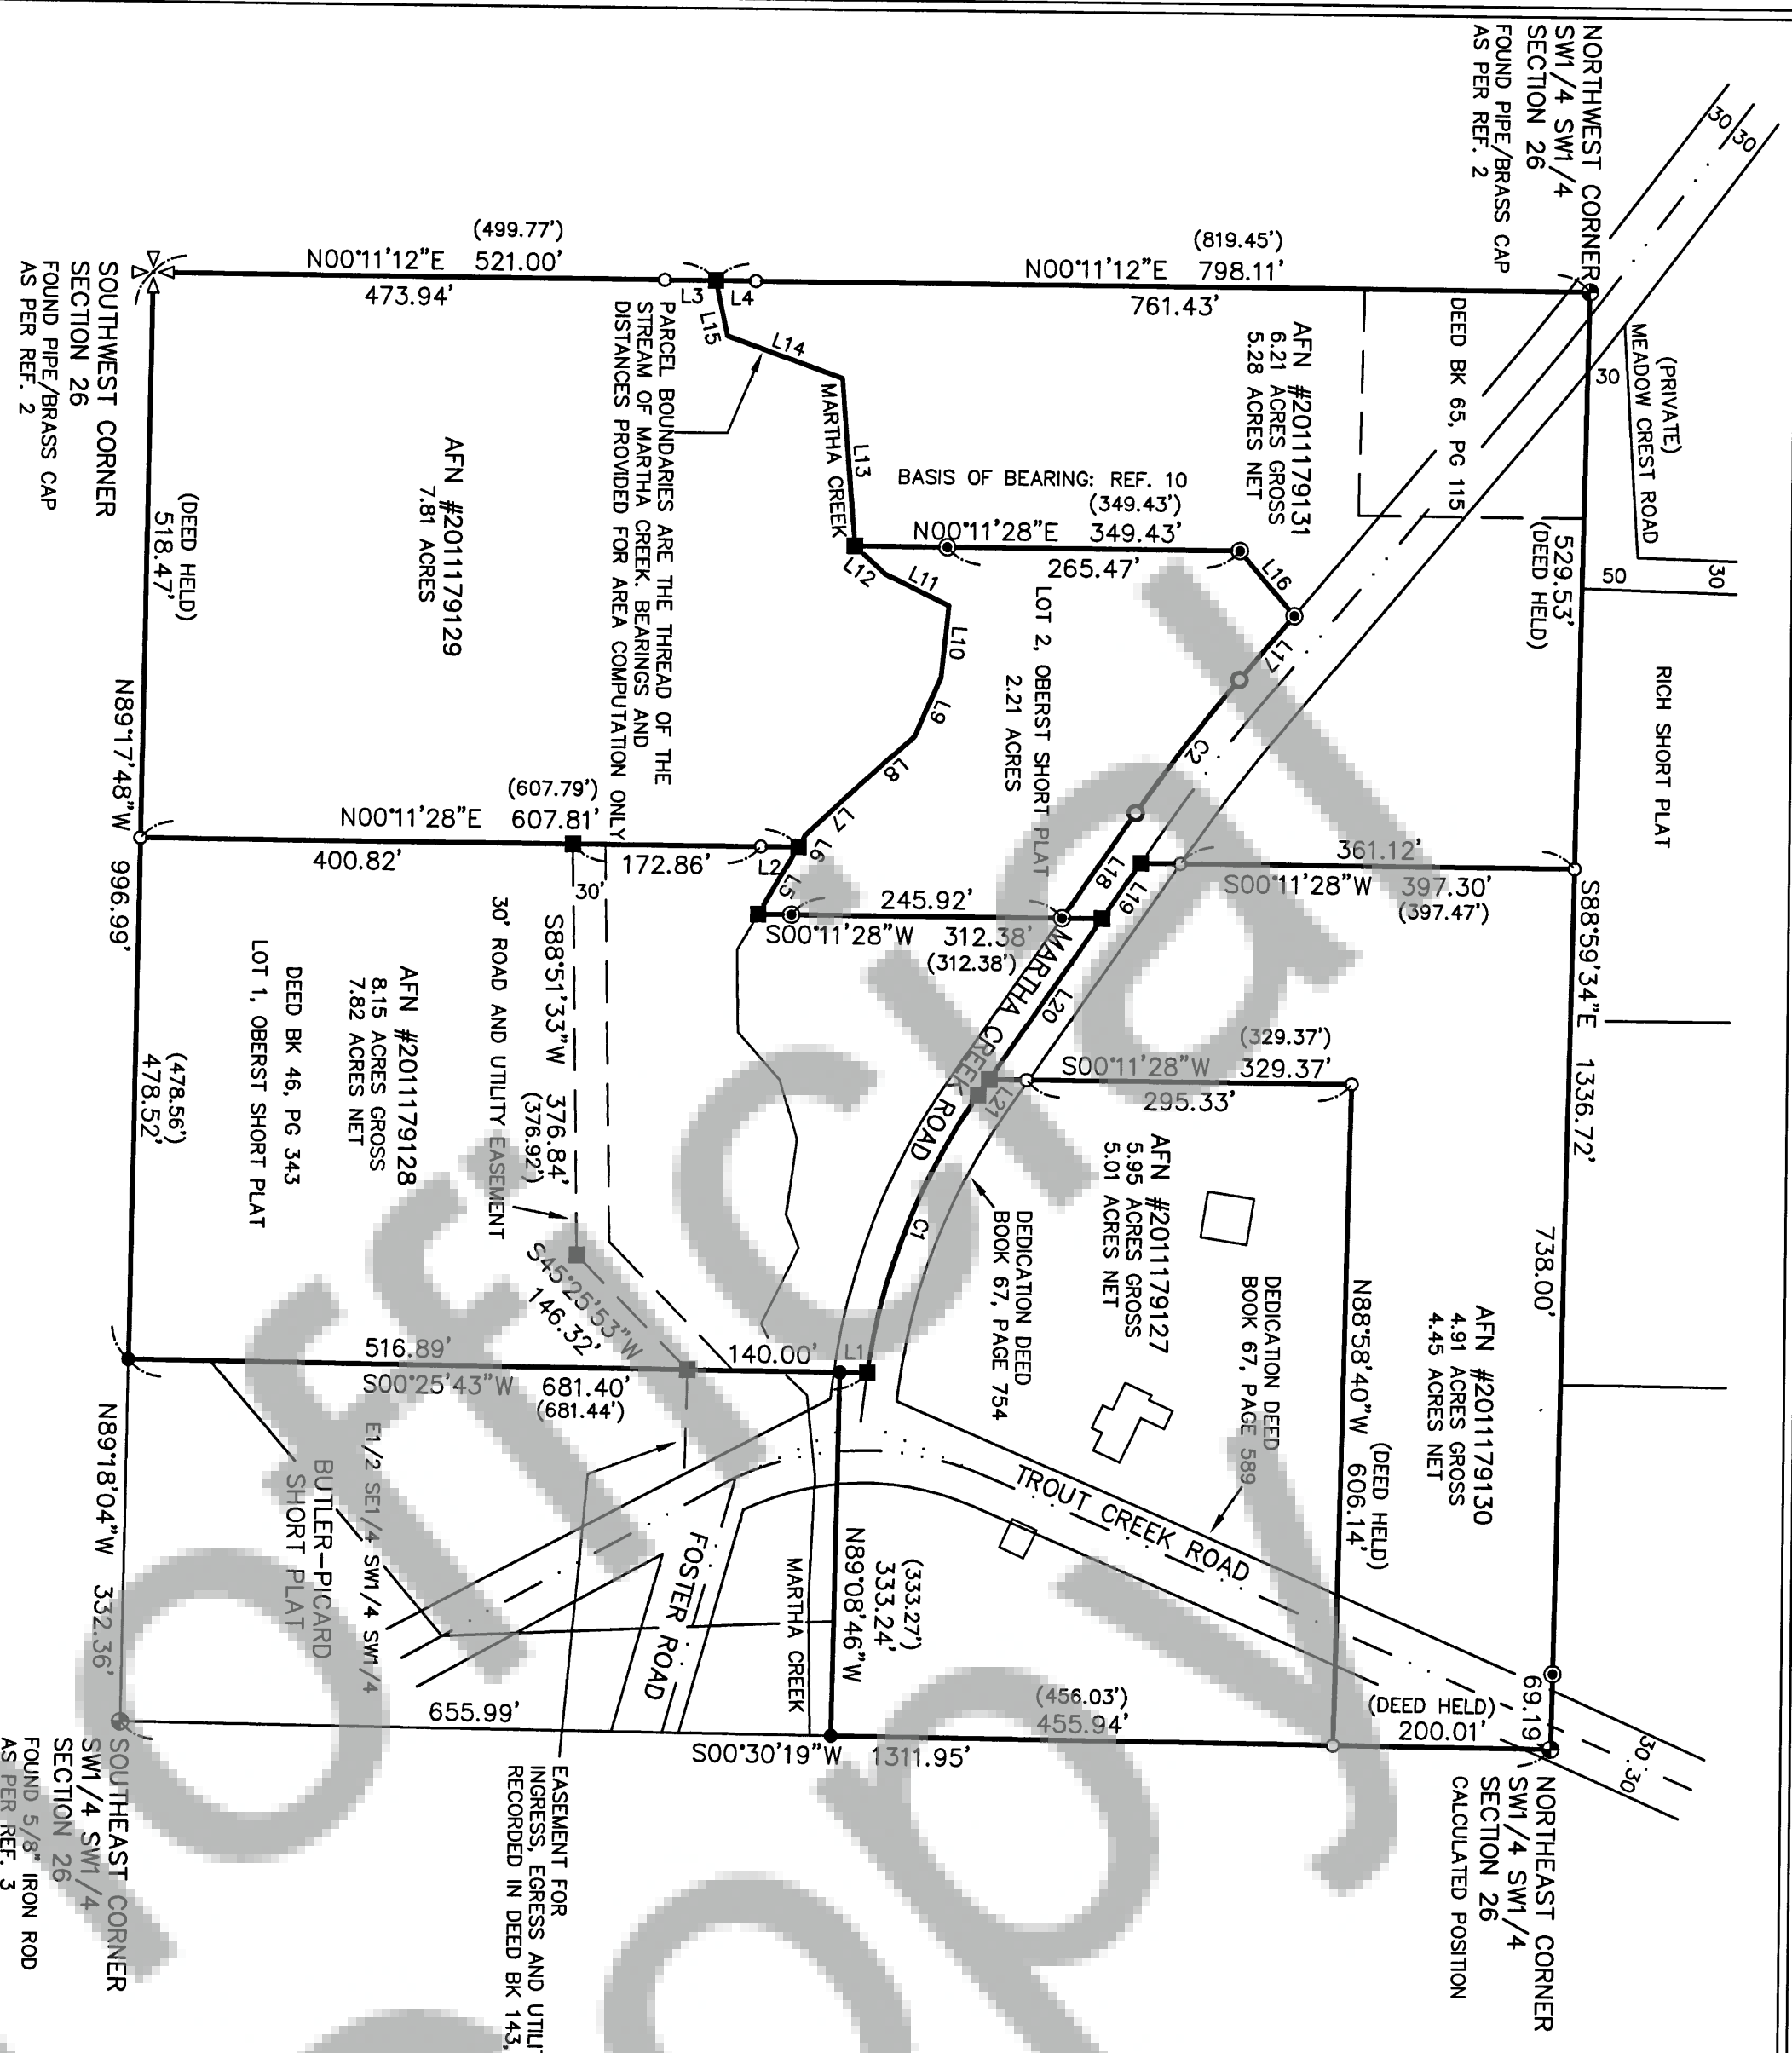 NORTHWEST CORNER
SW1/4 SW1/4
SECTION 26
FOUND PIPE/BRASS CAP
AS PER REF. 2
30
30
(PRIVATE)
MEADOW CREST ROAD
30
50
30
RICH SHORT PLAT
529.53'
(DEED HELD)
S88°59'34"E 1336.72'
738.00'
69.19'
30
30
NORTHEAST CORNER
SW1/4 SW1/4
SECTION 26
CALCULATED POSITION
DEED BK 65, PG 115
AFN #2011179131
6.21 ACRES GROSS
5.28 ACRES NET
(819.45')
N00°11'12"E 798.11'
761.43'
BASIS OF BEARING: REF. 10
(349.43')
N00°11'28"E 349.43'
265.47'
L16
L17
C2
L18
L19
L20
L21
C1
L1
361.12'
S00°11'28"W 397.30'
(397.47')
AFN #2011179130
4.91 ACRES GROSS
4.45 ACRES NET
N88°58'40"W 606.14'
(DEED HELD)
(DEED HELD)
200.01'
(329.37')
S00°11'28"W 329.37'
295.33'
AFN #2011179127
5.95 ACRES GROSS
5.01 ACRES NET
DEDICATION DEED
BOOK 67, PAGE 589
DEDICATION DEED
BOOK 67, PAGE 754
TROUT CREEK ROAD
MARTHA CREEK ROAD
LOT 2, OBERST SHORT PLAT
2.21 ACRES
245.92'
S00°11'28"W 312.38'
(312.38')
(456.03')
455.94'
S00°30'19"W 1311.95'
(333.27')
333.24'
N89°08'46"W
MARTHA CREEK
FOSTER ROAD
MARTHA CREEK
L15
L14
L13
L12
L11
L10
L9
L8
L7
L6
L5
L2
L3
L4
PARCEL BOUNDARIES ARE THE THREAD OF THE
STREAM OF MARTHA CREEK. BEARINGS AND
DISTANCES PROVIDED FOR AREA COMPUTATION ONLY
(499.77')
N00°11'12"E 521.00'
473.94'
AFN #2011179129
7.81 ACRES
(607.79')
N00°11'28"E 607.81'
400.82'
172.86'
30'
S88°51'33"W 376.84'
(376.92')
30' ROAD AND UTILITY EASEMENT
S45°25'53"W
146.32'
140.00'
516.89'
S00°25'43"W 681.40'
(681.44')
AFN #2011179128
8.15 ACRES GROSS
7.82 ACRES NET
DEED BK 46, PG 343
LOT 1, OBERST SHORT PLAT
E1/2 SE1/4 SW1/4 SW1/4
BUTLER-PICARD
SHORT PLAT
655.99'
EASEMENT FOR
INGRESS, EGRESS AND UTILIT
RECORDED IN DEED BK 143,
SOUTHWEST CORNER
SECTION 26
FOUND PIPE/BRASS CAP
AS PER REF. 2
(DEED HELD)
518.47'
N89°17'48"W 996.99'
(478.56')
478.52'
N89°18'04"W 332.36'
SOUTHEAST CORNER
SW1/4 SW1/4
SECTION 26
FOUND 5/8" IRON ROD
AS PER REF. 3
Unofficial
Copy